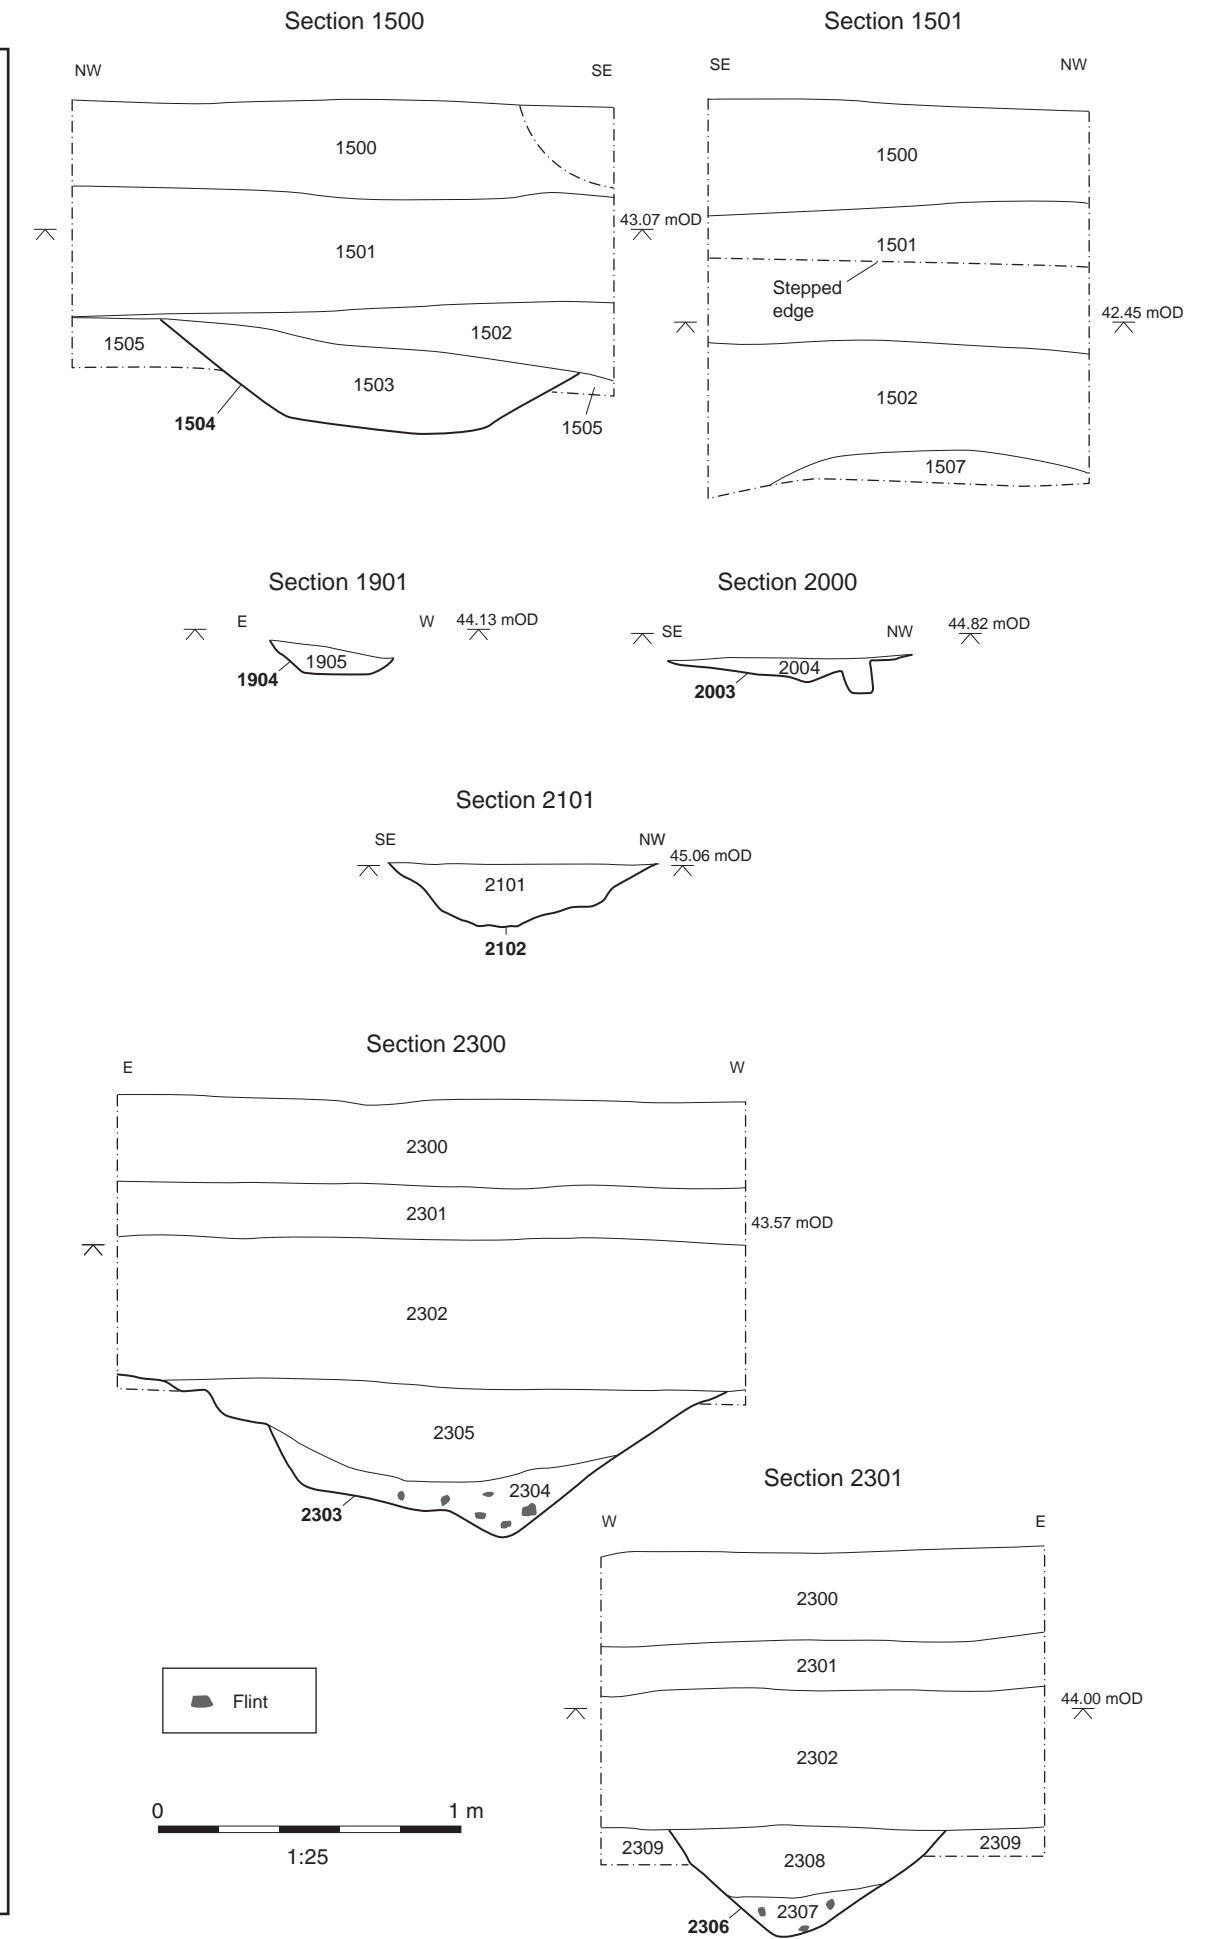 Section 1500
NW
SE
1500
43.07 mOD
1501
1502
1505
1503
1504
1505
Section 1501
SE
NW
1500
1501
Stepped
edge
42.45 mOD
1502
1507
Section 1901
E
W
44.13 mOD
1905
1904
Section 2000
SE
NW
44.82 mOD
2004
2003
Section 2101
SE
NW
45.06 mOD
2101
2102
Section 2300
E
W
2300
2301
43.57 mOD
2302
2305
2304
2303
Section 2301
W
E
2300
2301
44.00 mOD
2302
2309
2309
2308
2307
2306
Flint
0
1 m
1:25